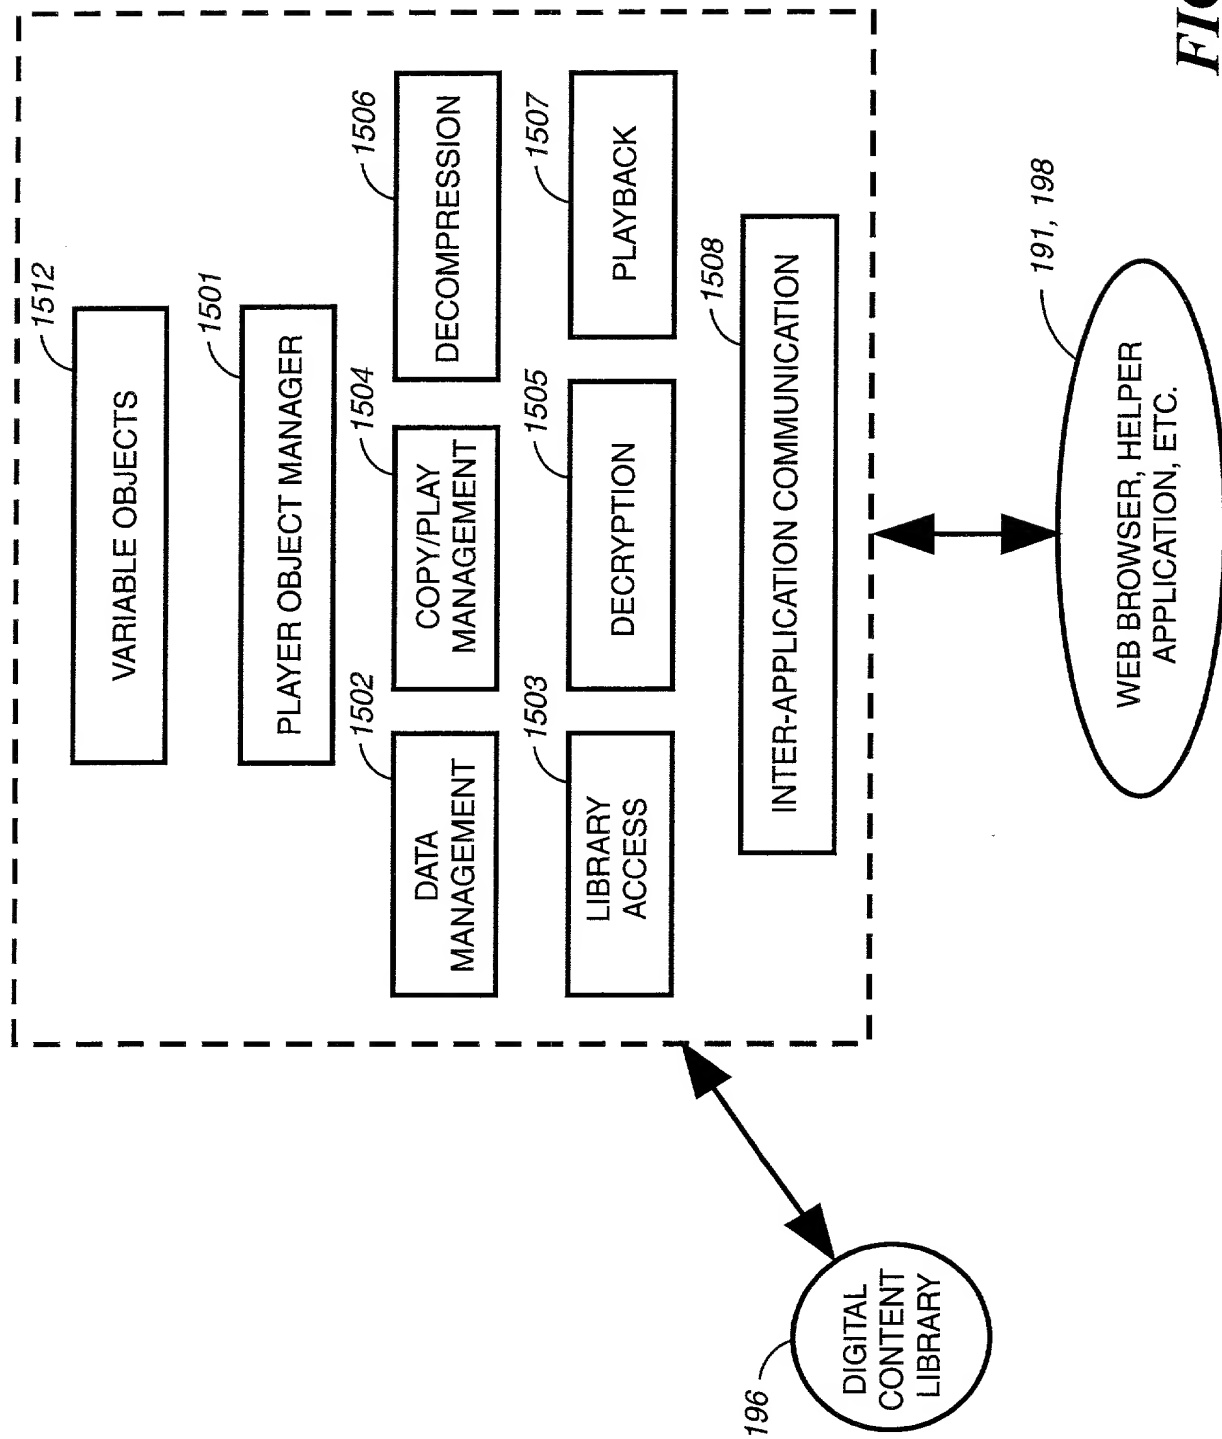 1512
VARIABLE OBJECTS
1501
PLAYER OBJECT MANAGER
1502
DATA
MANAGEMENT
1504
COPY/PLAY
MANAGEMENT
1506
DECOMPRESSION
1503
LIBRARY
ACCESS
1505
DECRYPTION
1507
PLAYBACK
1508
INTER-APPLICATION COMMUNICATION
196
DIGITAL
CONTENT
LIBRARY
191, 198
WEB BROWSER, HELPER
APPLICATION, ETC.